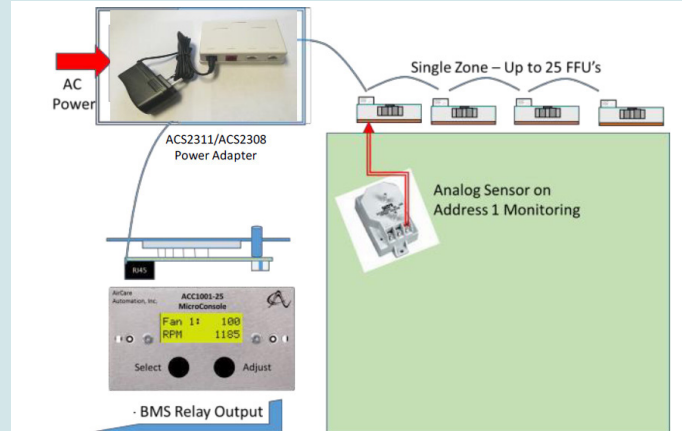 AC
Power
ACS2311/ACS2308
Power Adapter
Single Zone – Up to 25 FFU's
Analog Sensor on
Address 1 Monitoring
RJ45
AirCare
Automation, Inc.
ACC1001-25
MicroConsole
Fan 1: 100
RPM 1185
Select
Adjust
· BMS Relay Output